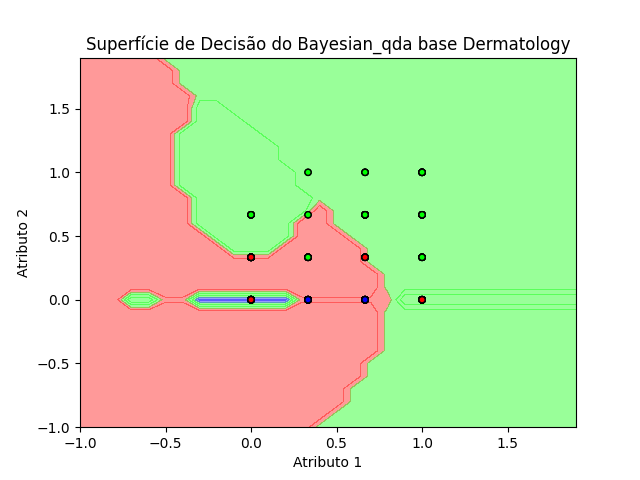 Superfície de Decisão do Bayesian_qda base Dermatology
Atributo 2
1.5
1.0
0.5
0.0
−0.5
−1.0
−1.0 −0.5 0.0 0.5 1.0 1.5
Atributo 1